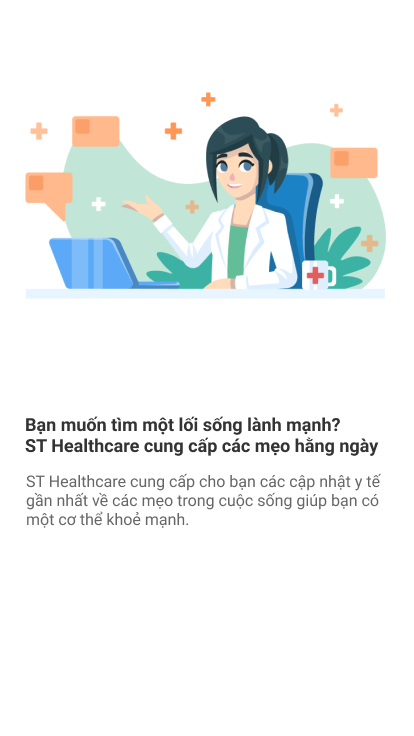 Bạn muốn tìm một lối sống lành mạnh?
ST Healthcare cung cấp các mẹo hằng ngày
ST Healthcare cung cấp cho bạn các cập nhật y tế
gần nhất về các mẹo trong cuộc sống giúp bạn có
một cơ thể khoẻ mạnh.